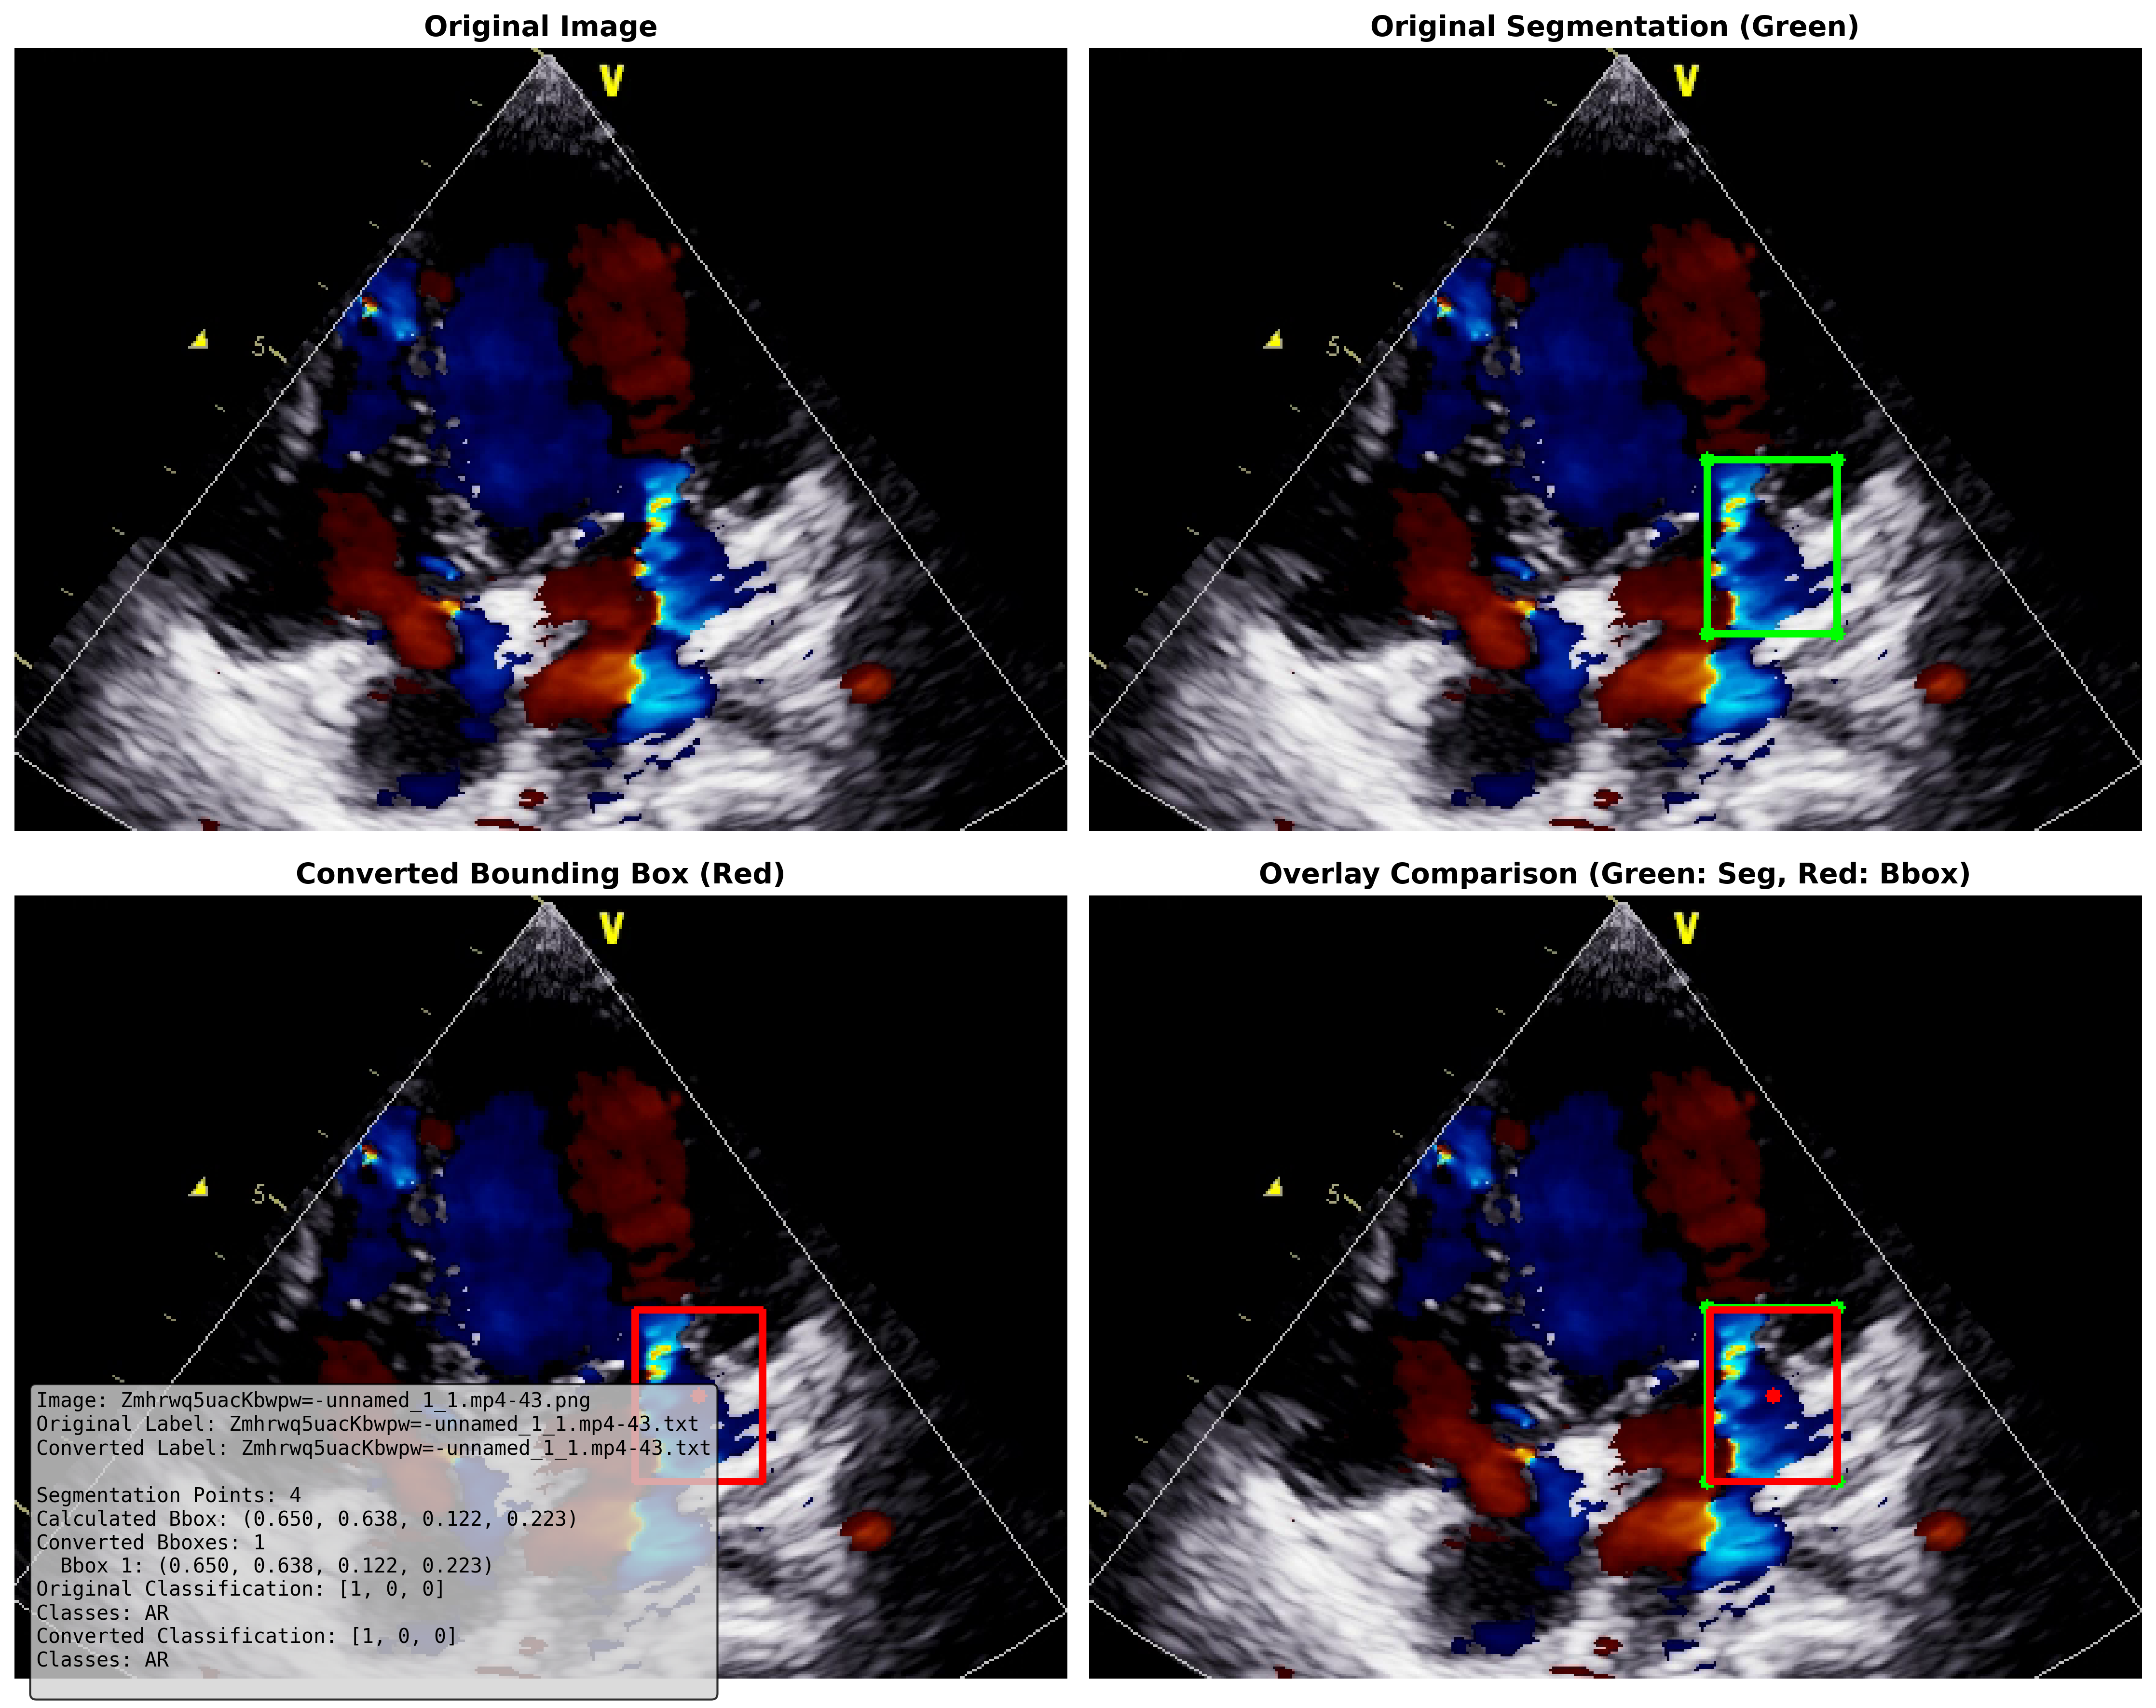 Original Image
Original Segmentation (Green)
V
5
V
5
Converted Bounding Box (Red)
Overlay Comparison (Green: Seg, Red: Bbox)
V
5
V
5
Image: Zmhrwq5uacKbwpw=-unnamed_1_1.mp4-43.png
Original Label: Zmhrwq5uacKbwpw=-unnamed_1_1.mp4-43.txt
Converted Label: Zmhrwq5uacKbwpw=-unnamed_1_1.mp4-43.txt
Segmentation Points: 4
Calculated Bbox: (0.650, 0.638, 0.122, 0.223)
Converted Bboxes: 1
Bbox 1: (0.650, 0.638, 0.122, 0.223)
Original Classification: [1, 0, 0]
Classes: AR
Converted Classification: [1, 0, 0]
Classes: AR